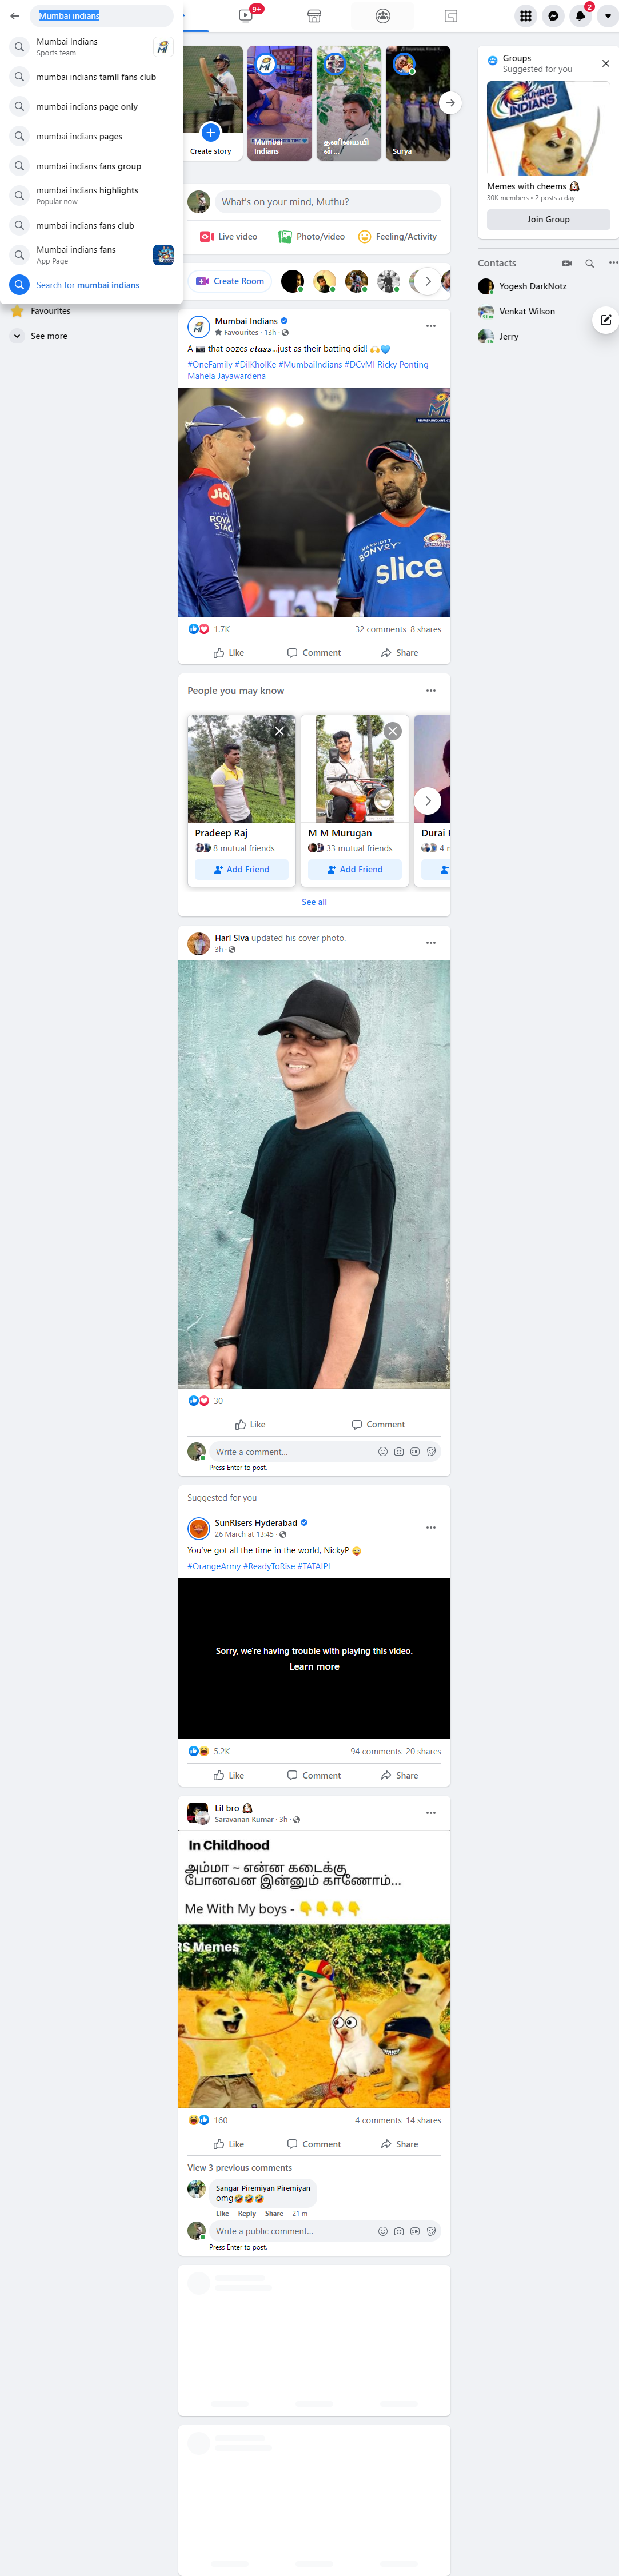 Mumbai indians
Mumbai Indians
Sports team
mumbai indians tamil fans club
mumbai indians page only
mumbai indians pages
mumbai indians fans group
mumbai indians highlights
Popular now
mumbai indians fans club
Mumbai indians fans
App Page
Search for mumbai indians
Favourites
See more
9+
2
Create story
Mumbai
Indians
தனிமையி
ன்...
Surya
What's on your mind, Muthu?
Live video
Photo/video
Feeling/Activity
Create Room
Mumbai Indians
Favourites · 13h ·
A 📷 that oozes class...just as their batting did! 🙌💙
#OneFamily #DilKholKe #MumbaiIndians #DCvMI Ricky Ponting
Mahela Jayawardena
MUMBAI INDIANS
Jio
ROYAL
STAG
MARRIOTT
BONVOY
slice
1.7K
32 comments 8 shares
Like
Comment
Share
People you may know
Pradeep Raj
8 mutual friends
Add Friend
M M Murugan
33 mutual friends
Add Friend
Durai
See all
Hari Siva updated his cover photo.
3h ·
30
Like
Comment
Write a comment...
Press Enter to post.
Suggested for you
SunRisers Hyderabad
26 March at 13:45 ·
You've got all the time in the world, NickyP 😂
#OrangeArmy #ReadyToRise #TATAIPL
Sorry, we're having trouble with playing this video.
Learn more
5.2K
94 comments 20 shares
Like
Comment
Share
Lil bro
Saravanan Kumar · 3h ·
In Childhood
அம்மா ~ என்ன கடைக்கு
போனவன இன்னும் காணோம்...
Me With My boys - 👇👇👇👇
RS Memes
160
4 comments 14 shares
Like
Comment
Share
View 3 previous comments
Sangar Piremiyan Piremiyan
omg🤣🤣🤣
Like Reply Share 21 m
Write a public comment...
Press Enter to post.
Groups
Suggested for you
MUMBAI
INDIANS
Memes with cheems
30K members • 2 posts a day
Join Group
Contacts
Yogesh DarkNotz
Venkat Wilson
Jerry